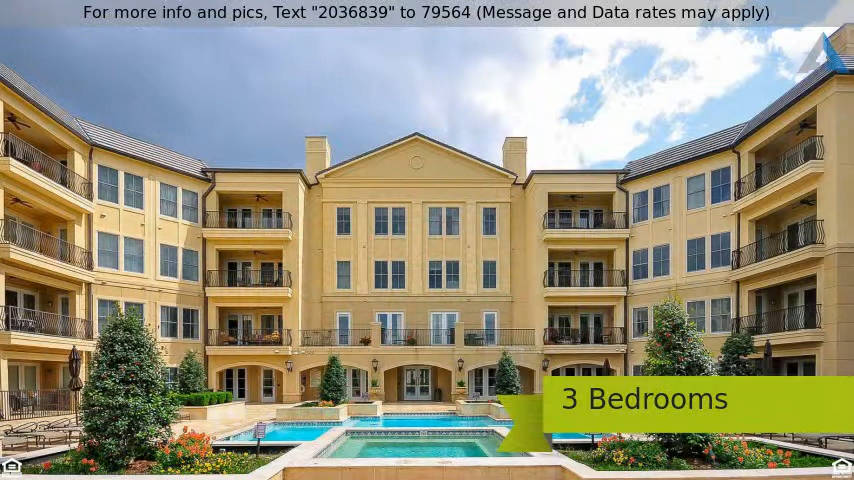 For more info and pics, Text "2036839" to 79564 (Message and Data rates may apply)
3 Bedrooms